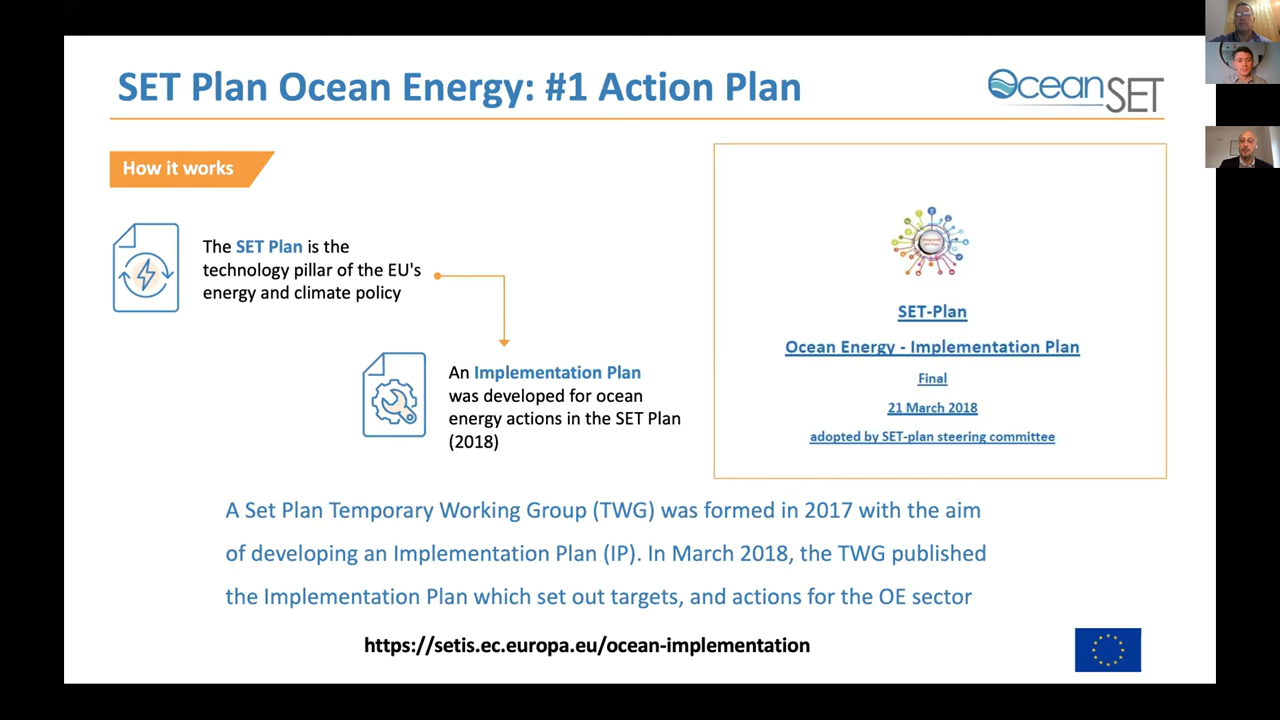 SET Plan Ocean Energy: #1 Action Plan
OceanSET
How it works
The SET Plan is the
technology pillar of the EU's
energy and climate policy
An Implementation Plan
was developed for ocean
energy actions in the SET Plan
(2018)
SET-Plan
Ocean Energy - Implementation Plan
Final
21 March 2018
adopted by SET-plan steering committee
A Set Plan Temporary Working Group (TWG) was formed in 2017 with the aim
of developing an Implementation Plan (IP). In March 2018, the TWG published
the Implementation Plan which set out targets, and actions for the OE sector
https://setis.ec.europa.eu/ocean-implementation